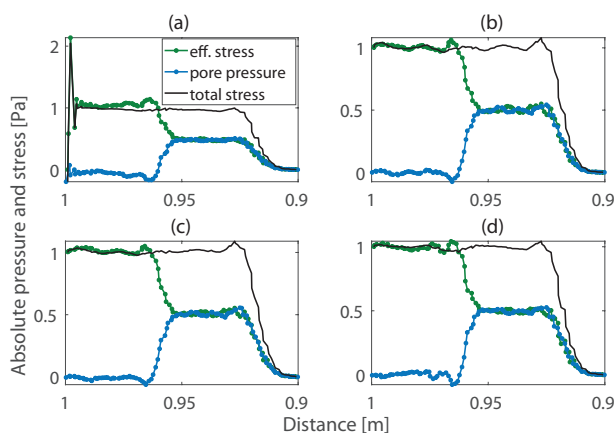 (a)
(b)
Absolute pressure and stress [Pa]
2
1
0
eff. stress
pore pressure
total stress
1
0.5
0
1
0.95
0.9
1
0.95
0.9
(c)
(d)
1
0.5
0
1
0.5
0
1
0.95
0.9
1
0.95
0.9
Distance [m]